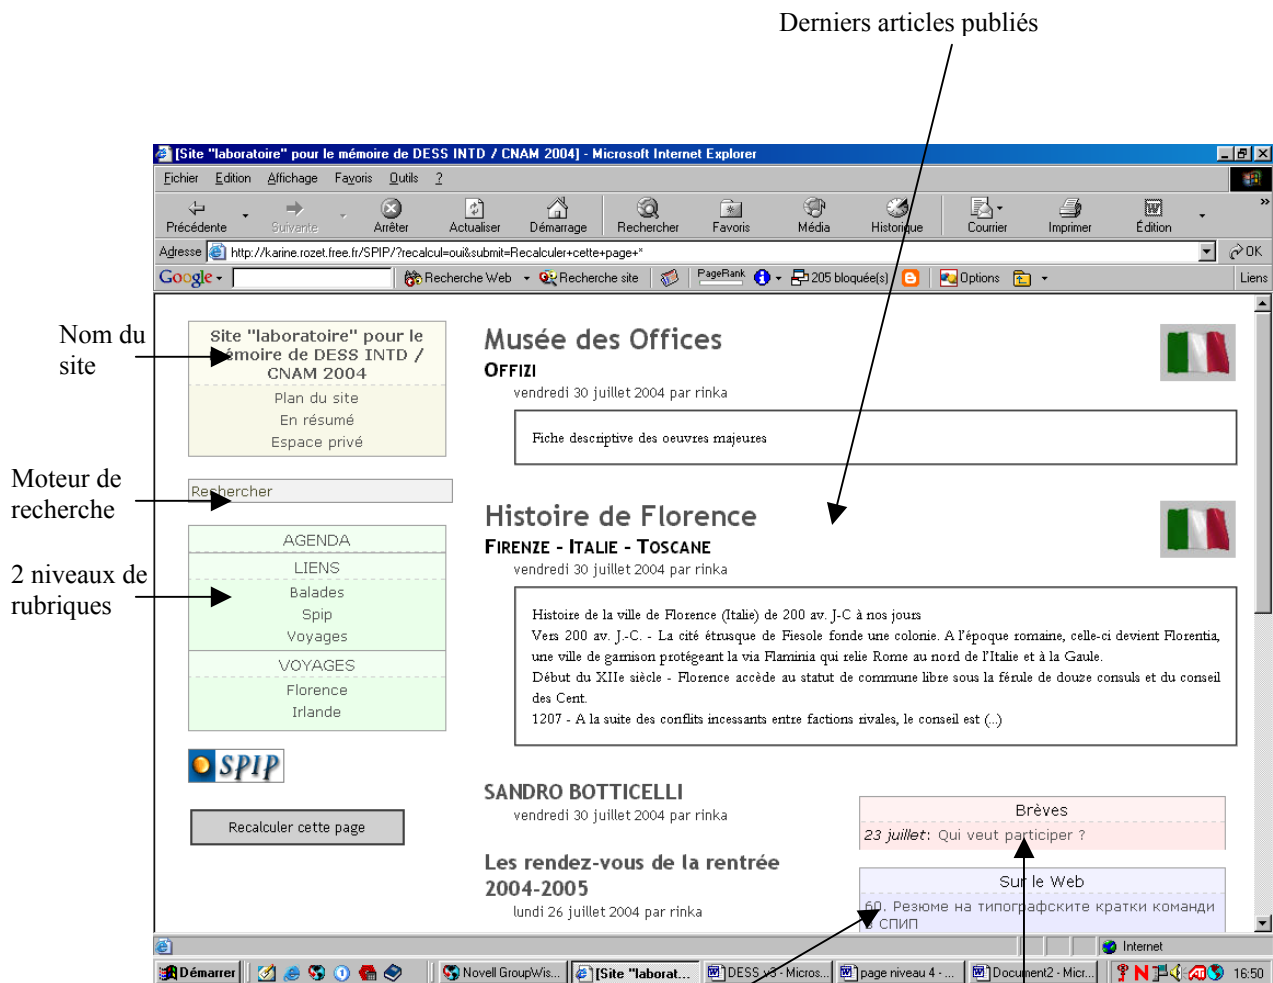 Derniers articles publiés
[Site "laboratoire" pour le mémoire de DESS INTD / CNAM 2004] - Microsoft Internet Explorer
Fichier Edition Affichage Favoris Outils ?
Précédente Suivante Arrêter Actualiser Démarrage Rechercher Favoris Média Historique Courrier Imprimer Édition »
Adresse http://karine.rozet.free.fr/SPIP/?recalcul=oui&submit=Recalculer+cette+page+* OK
Google Recherche Web Recherche site PageRank 205 bloquée(s) Options Liens
Nom du
site
Site "laboratoire" pour le
mémoire de DESS INTD /
CNAM 2004
Plan du site
En résumé
Espace privé
Moteur de
recherche
Rechercher
2 niveaux de
rubriques
AGENDA
LIENS
Balades
Spip
Voyages
VOYAGES
Florence
Irlande
SPIP
Recalculer cette page
Musée des Offices
OFFIZI
vendredi 30 juillet 2004 par rinka
Fiche descriptive des oeuvres majeures
Histoire de Florence
FIRENZE - ITALIE - TOSCANE
vendredi 30 juillet 2004 par rinka
Histoire de la ville de Florence (Italie) de 200 av. J-C à nos jours
Vers 200 av. J.-C. - La cité étrusque de Fiesole fonde une colonie. A l'époque romaine, celle-ci devient Florentia,
une ville de garnison protégeant la via Flaminia qui relie Rome au nord de l'Italie et à la Gaule.
Début du XIIe siècle - Florence accède au statut de commune libre sous la férule de douze consuls et du conseil
des Cent.
1207 - A la suite des conflits incessants entre factions rivales, le conseil est (...)
SANDRO BOTTICELLI
vendredi 30 juillet 2004 par rinka
Les rendez-vous de la rentrée
2004-2005
lundi 26 juillet 2004 par rinka
Brèves
23 juillet: Qui veut participer ?
Sur le Web
60. Резюме на типографските кратки команди
в СПИП
Internet
Démarrer Novell GroupWis... [Site "laborat... DESS v3 - Micros... page niveau 4 - ... Document2 - Micr... 16:50